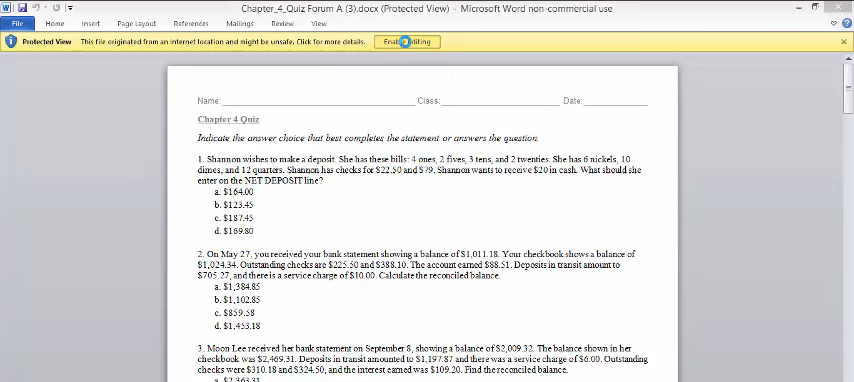 Chapter_4_Quiz Forum A (3).docx (Protected View) - Microsoft Word non-commercial use
File Home Insert Page Layout References Mailings Review View
Protected View This file originated from an Internet location and might be unsafe. Click for more details. Enable Editing
Name: Class: Date:
Chapter 4 Quiz
Indicate the answer choice that best completes the statement or answers the question.
1. Shannon wishes to make a deposit. She has these bills: 4 ones, 2 fives, 3 tens, and 2 twenties. She has 6 nickels, 10
dimes, and 12 quarters. Shannon has checks for $22.50 and $79. Shannon wants to receive $20 in cash. What should she
enter on the NET DEPOSIT line?
a. $164.00
b. $123.45
c. $187.45
d. $169.80
2. On May 27, you received your bank statement showing a balance of $1,011.18. Your checkbook shows a balance of
$1,024.34. Outstanding checks are $225.50 and $388.10. The account earned $88.51. Deposits in transit amount to
$705.27, and there is a service charge of $10.00. Calculate the reconciled balance.
a. $1,384.85
b. $1,102.85
c. $859.58
d. $1,453.18
3. Moon Lee received her bank statement on September 8, showing a balance of $2,009.32. The balance shown in her
checkbook was $2,469.31. Deposits in transit amounted to $1,197.87 and there was a service charge of $6.00. Outstanding
checks were $310.18 and $324.50, and the interest earned was $109.20. Find the reconciled balance.
a. $2,363.31